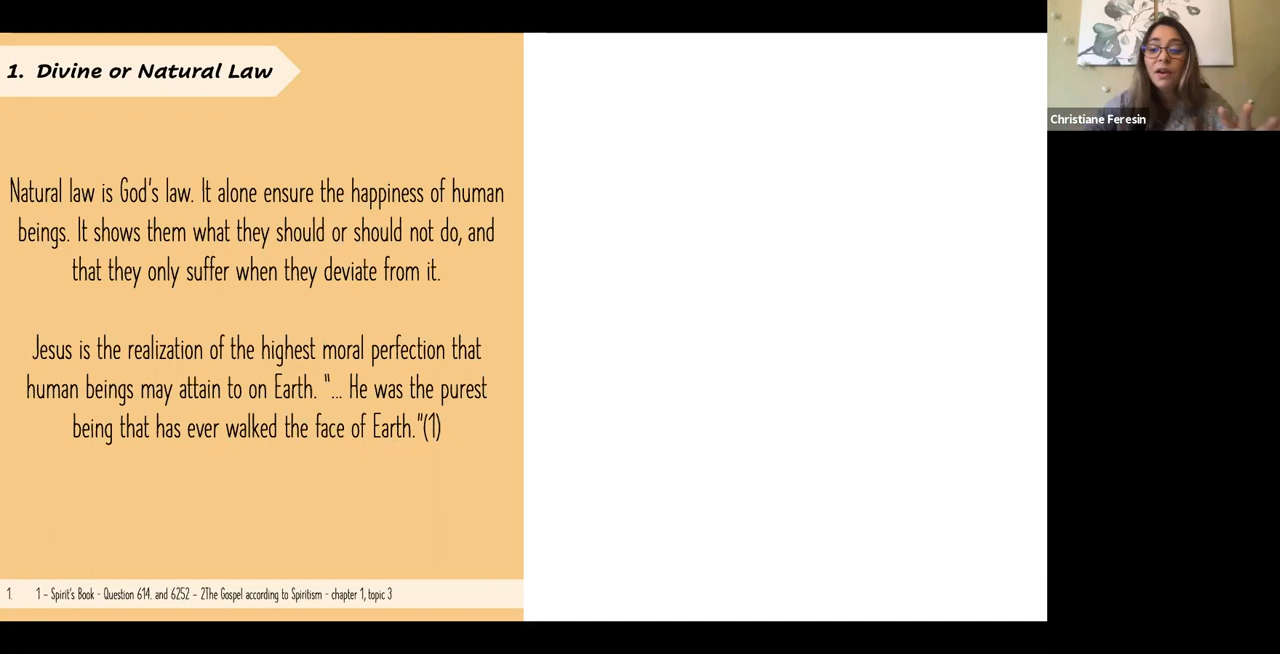 1. Divine or Natural Law
Natural law is God's law. It alone ensure the happiness of human
beings. It shows them what they should or should not do, and
that they only suffer when they deviate from it.
Jesus is the realization of the highest moral perfection that
human beings may attain to on Earth. "... He was the purest
being that has ever walked the face of Earth."(1)
1. 1 - Spirit's Book - Question 614. and 6252 - 2The Gospel according to Spiritism - chapter 1, topic 3
Christiane Feresin